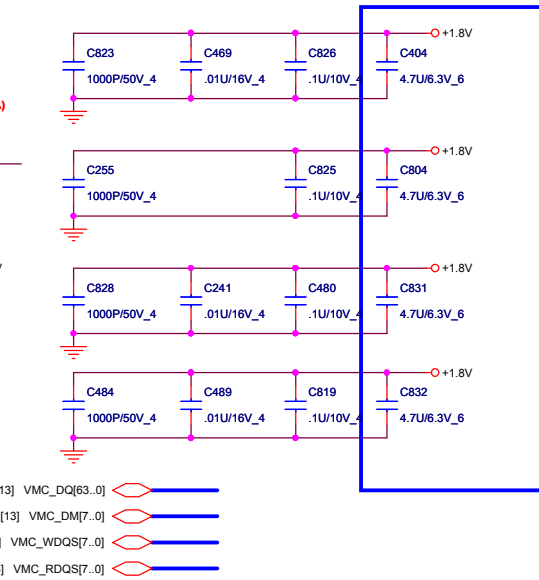 +1.8V
C823 C469 C826 C404
1000P/50V_4 .01U/16V_4 .1U/10V_4 4.7U/6.3V_6
)
+1.8V
C255 C825 C804
1000P/50V_4 .1U/10V_4 4.7U/6.3V_6
+1.8V
C828 C241 C480 C831
1000P/50V_4 .01U/16V_4 .1U/10V_4 4.7U/6.3V_6
+1.8V
C484 C489 C819 C832
1000P/50V_4 .01U/16V_4 .1U/10V_4 4.7U/6.3V_6
13] VMC_DQ[63..0]
[13] VMC_DM[7..0]
] VMC_WDQS[7..0]
] VMC_RDQS[7..0]